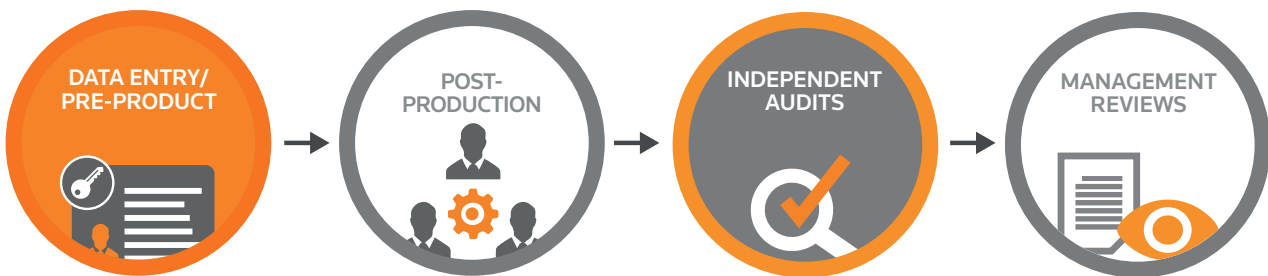 DATA ENTRY/
PRE-PRODUCT
POST-
PRODUCTION
INDEPENDENT
AUDITS
MANAGEMENT
REVIEWS